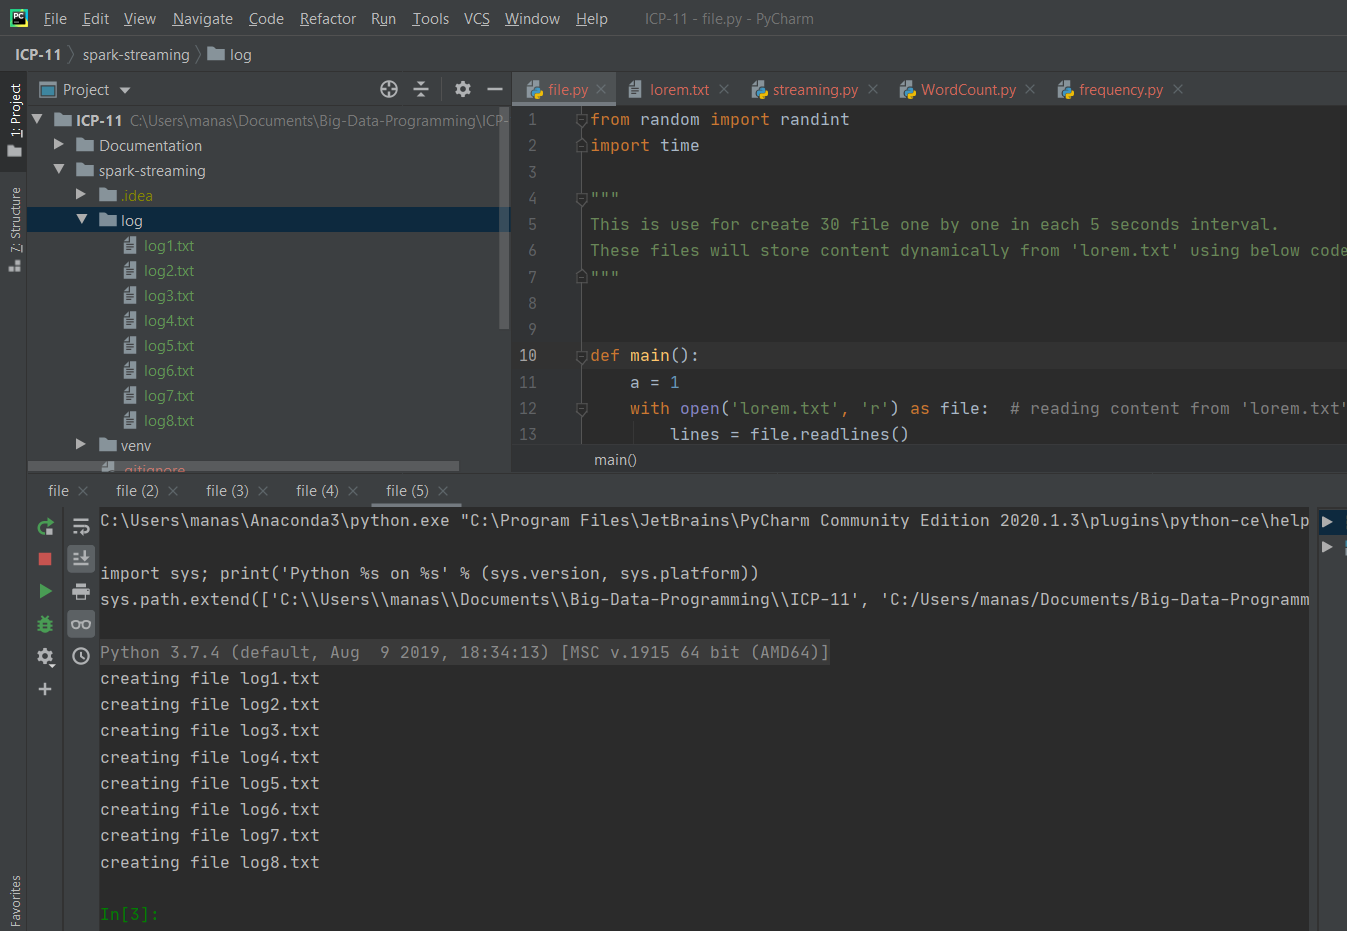 PC File Edit View Navigate Code Refactor Run Tools VCS Window Help ICP-11 - file.py - PyCharm
ICP-11 spark-streaming log
1: Project
7: Structure
Favorites
Project
ICP-11 C:\Users\manas\Documents\Big-Data-Programming\ICP-
Documentation
spark-streaming
.idea
log
log1.txt
log2.txt
log3.txt
log4.txt
log5.txt
log6.txt
log7.txt
log8.txt
venv
.gitignore
file.py lorem.txt streaming.py WordCount.py frequency.py
1 from random import randint
2 import time
3
4 """
5 This is use for create 30 file one by one in each 5 seconds interval.
6 These files will store content dynamically from 'lorem.txt' using below code
7 """
8
9
10 def main():
11 a = 1
12 with open('lorem.txt', 'r') as file: # reading content from 'lorem.txt'
13 lines = file.readlines()
main()
file file (2) file (3) file (4) file (5)
C:\Users\manas\Anaconda3\python.exe "C:\Program Files\JetBrains\PyCharm Community Edition 2020.1.3\plugins\python-ce\help
import sys; print('Python %s on %s' % (sys.version, sys.platform))
sys.path.extend(['C:\\Users\\manas\\Documents\\Big-Data-Programming\\ICP-11', 'C:/Users/manas/Documents/Big-Data-Programm
Python 3.7.4 (default, Aug  9 2019, 18:34:13) [MSC v.1915 64 bit (AMD64)]
creating file log1.txt
creating file log2.txt
creating file log3.txt
creating file log4.txt
creating file log5.txt
creating file log6.txt
creating file log7.txt
creating file log8.txt
In[3]: